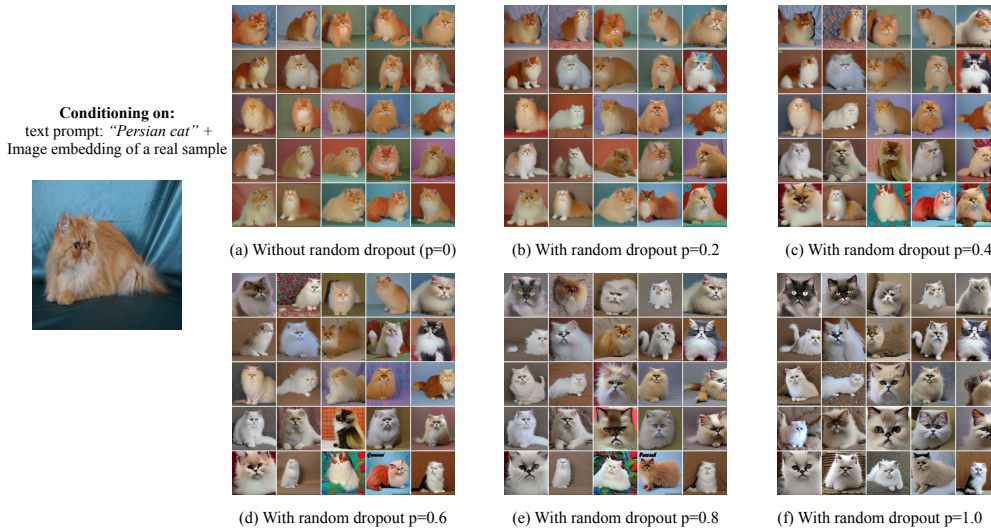 Conditioning on:
text prompt: “Persian cat” +
Image embedding of a real sample
(a) Without random dropout (p=0)
(b) With random dropout p=0.2
(c) With random dropout p=0.4
(d) With random dropout p=0.6
(e) With random dropout p=0.8
(f) With random dropout p=1.0